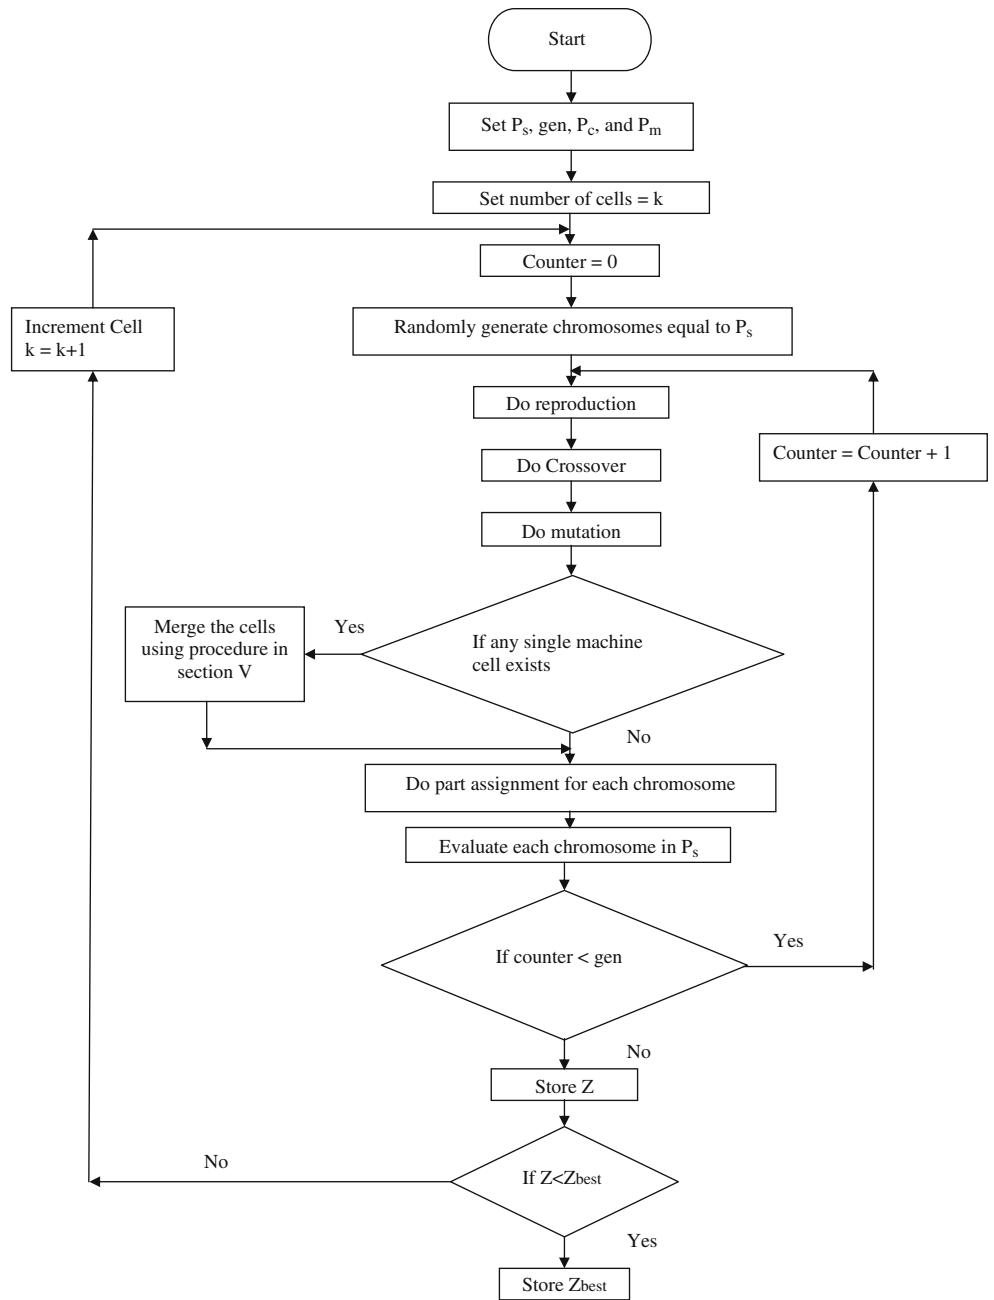 Start
Set Ps, gen, Pc, and Pm
Set number of cells = k
Counter = 0
Increment Cell
k = k+1
Randomly generate chromosomes equal to Ps
Do reproduction
Counter = Counter + 1
Do Crossover
Do mutation
Merge the cells
using procedure in
section V
Yes
If any single machine
cell exists
No
Do part assignment for each chromosome
Evaluate each chromosome in Ps
If counter < gen
Yes
No
Store Z
If Z<Zbest
No
Yes
Store Zbest